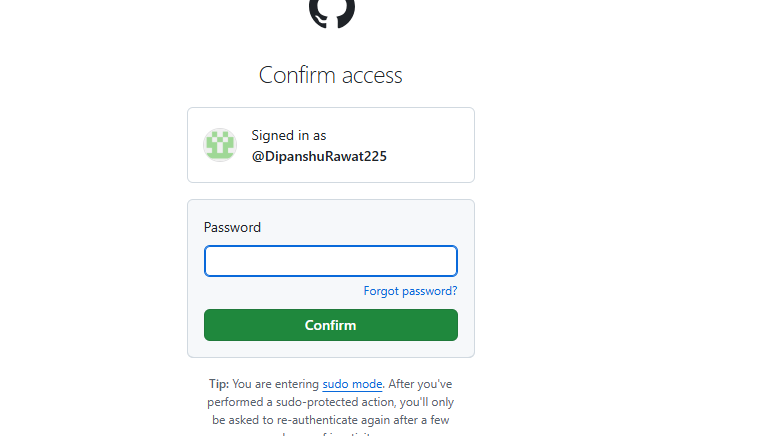 Confirm access
Signed in as
@DipanshuRawat225
Password
Forgot password?
Confirm
Tip: You are entering sudo mode. After you've
performed a sudo-protected action, you'll only
be asked to re-authenticate again after a few